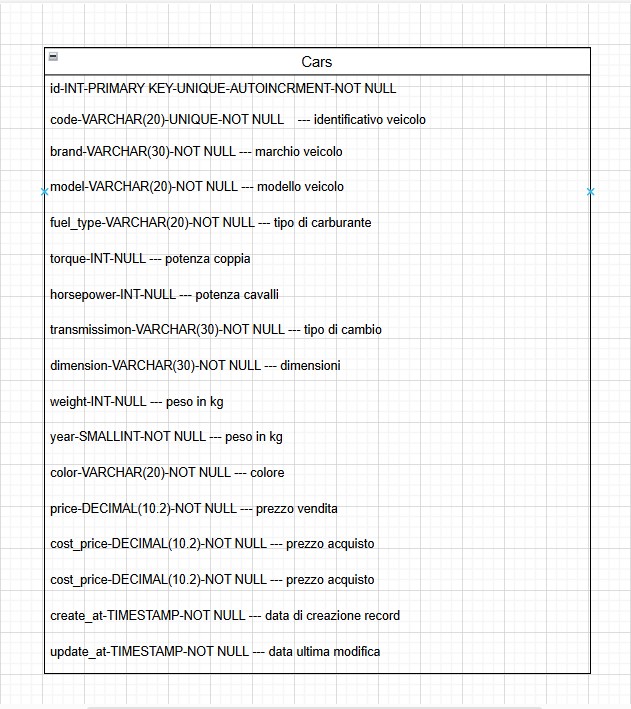 Cars
id-INT-PRIMARY KEY-UNIQUE-AUTOINCRMENT-NOT NULL
code-VARCHAR(20)-UNIQUE-NOT NULL    --- identificativo veicolo
brand-VARCHAR(30)-NOT NULL --- marchio veicolo
model-VARCHAR(20)-NOT NULL --- modello veicolo
fuel_type-VARCHAR(20)-NOT NULL --- tipo di carburante
torque-INT-NULL --- potenza coppia
horsepower-INT-NULL --- potenza cavalli
transmissimon-VARCHAR(30)-NOT NULL --- tipo di cambio
dimension-VARCHAR(30)-NOT NULL --- dimensioni
weight-INT-NULL --- peso in kg
year-SMALLINT-NOT NULL --- peso in kg
color-VARCHAR(20)-NOT NULL --- colore
price-DECIMAL(10.2)-NOT NULL --- prezzo vendita
cost_price-DECIMAL(10.2)-NOT NULL --- prezzo acquisto
cost_price-DECIMAL(10.2)-NOT NULL --- prezzo acquisto
create_at-TIMESTAMP-NOT NULL --- data di creazione record
update_at-TIMESTAMP-NOT NULL --- data ultima modifica